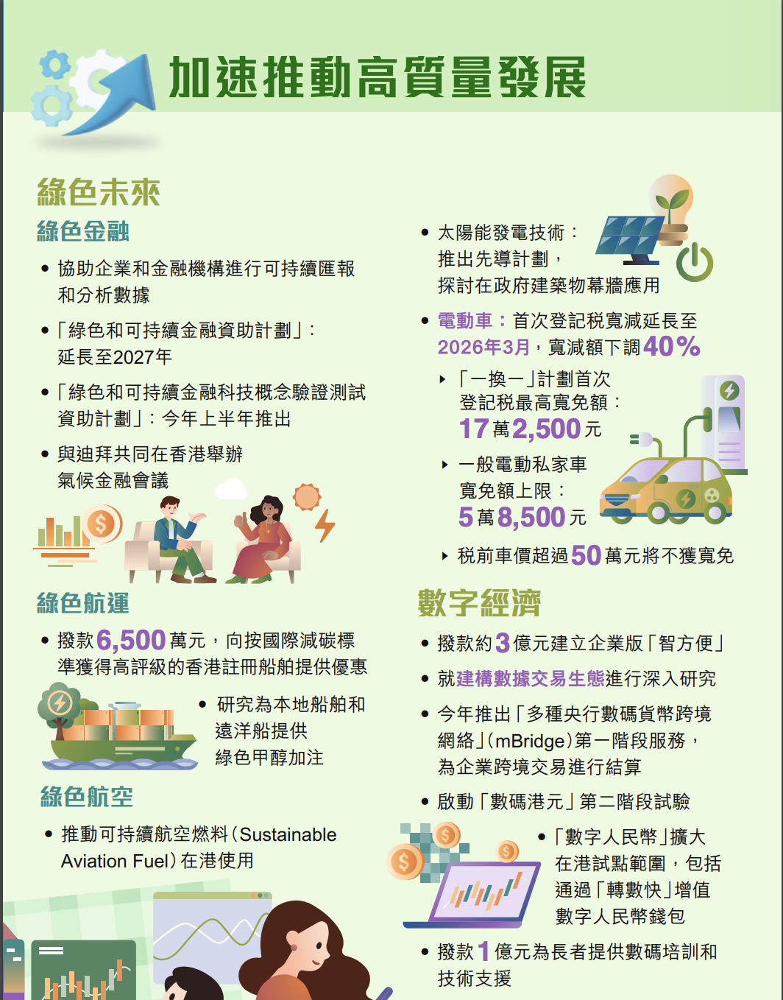 加速推動高質量發展
綠色未來
綠色金融
• 協助企業和金融機構進行可持續匯報
和分析數據
• 「綠色和可持續金融資助計劃」：
延長至2027年
• 「綠色和可持續金融科技概念驗證測試
資助計劃」：今年上半年推出
• 與迪拜共同在香港舉辦
氣候金融會議
綠色航運
• 撥款6,500萬元，向按國際減碳標
準獲得高評級的香港註冊船舶提供優惠
• 研究為本地船舶和
遠洋船提供
綠色甲醇加注
綠色航空
• 推動可持續航空燃料（Sustainable
Aviation Fuel）在港使用
• 太陽能發電技術：
推出先導計劃，
探討在政府建築物幕牆應用
• 電動車：首次登記税寬減延長至
2026年3月，寬減額下調40%
‣ 「一換一」計劃首次
登記税最高寬免額：
17萬2,500元
‣ 一般電動私家車
寬免額上限：
5萬8,500元
‣ 税前車價超過50萬元將不獲寬免
數字經濟
• 撥款約3億元建立企業版「智方便」
• 就建構數據交易生態進行深入研究
• 今年推出「多種央行數碼貨幣跨境
網絡」（mBridge）第一階段服務，
為企業跨境交易進行結算
• 啟動「數碼港元」第二階段試驗
• 「數字人民幣」擴大
在港試點範圍，包括
通過「轉數快」增值
數字人民幣錢包
• 撥款1億元為長者提供數碼培訓和
技術支援